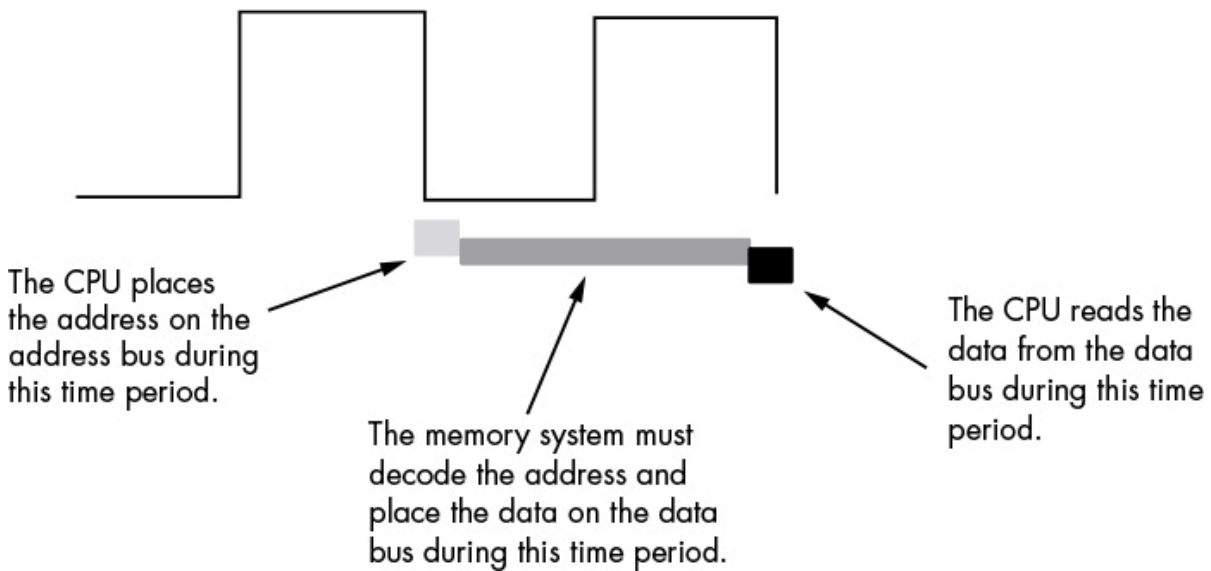 The CPU places
the address on the
address bus during
this time period.
The memory system must
decode the address and
place the data on the data
bus during this time period.
The CPU reads the
data from the data
bus during this time
period.